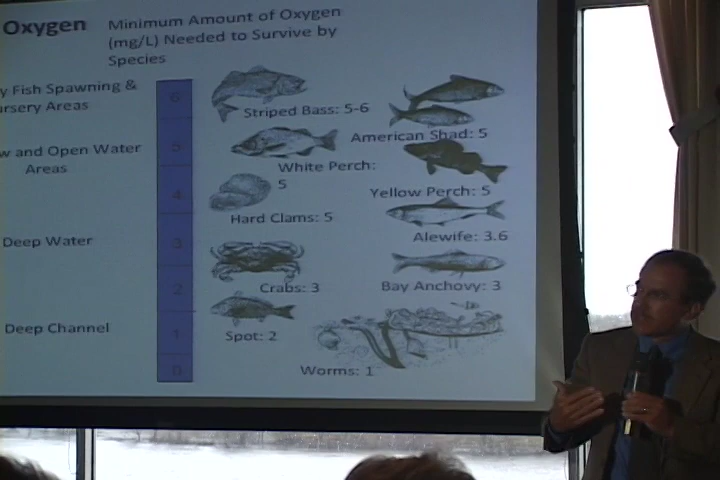 Oxygen
Minimum Amount of Oxygen
(mg/L) Needed to Survive by
Species
y Fish Spawning &
ursery Areas
w and Open Water
Areas
Deep Water
Deep Channel
6
5
4
3
2
1
0
Striped Bass: 5-6
American Shad: 5
White Perch:
5
Yellow Perch: 5
Hard Clams: 5
Alewife: 3.6
Crabs: 3
Bay Anchovy: 3
Spot: 2
Worms: 1